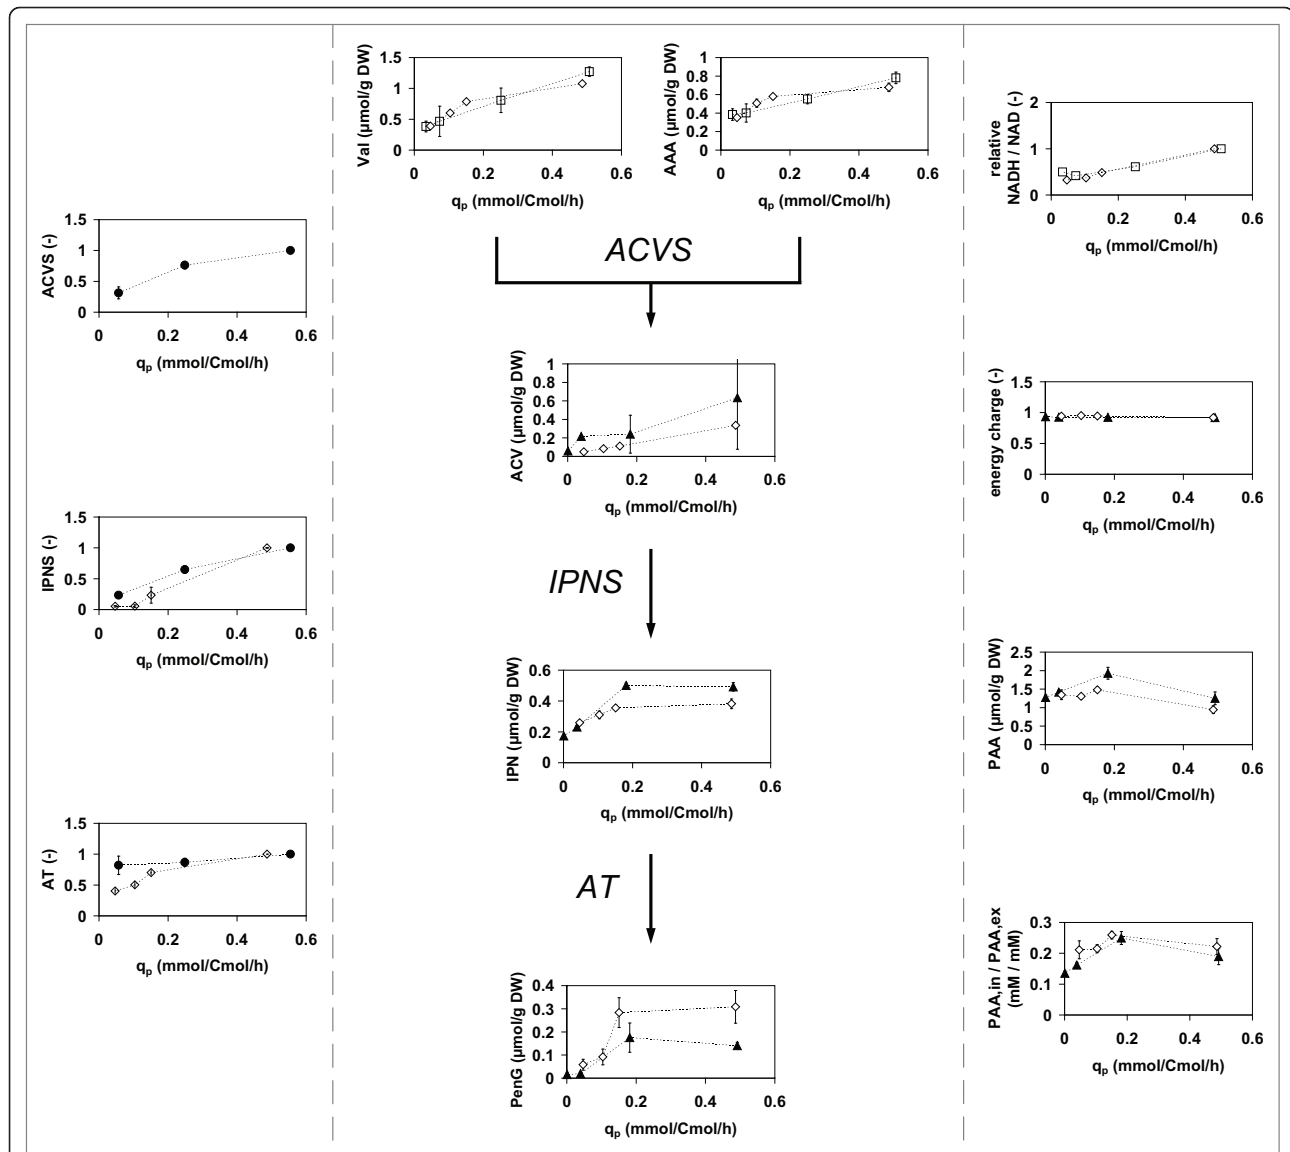 Val (µmol/g DW)
1.5
1
0.5
0
0 0.2 0.4 0.6
qₚ (mmol/Cmol/h)
AAA (µmol/g DW)
1
0.8
0.6
0.4
0.2
0
0 0.2 0.4 0.6
qₚ (mmol/Cmol/h)
relative
NADH / NAD (-)
2
1
0
0 0.2 0.4 0.6
qₚ (mmol/Cmol/h)
ACVS (-)
1.5
1
0.5
0
0 0.2 0.4 0.6
qₚ (mmol/Cmol/h)
ACVS
ACV (µmol/g DW)
1
0.8
0.6
0.4
0.2
0
0 0.2 0.4 0.6
qₚ (mmol/Cmol/h)
energy charge (-)
1.5
1
0.5
0
0 0.2 0.4 0.6
qₚ (mmol/Cmol/h)
IPNS (-)
1.5
1
0.5
0
0 0.2 0.4 0.6
qₚ (mmol/Cmol/h)
IPNS
IPN (µmol/g DW)
0.6
0.4
0.2
0
0 0.2 0.4 0.6
qₚ (mmol/Cmol/h)
PAA (µmol/g DW)
2.5
2
1.5
1
0.5
0
0 0.2 0.4 0.6
qₚ (mmol/Cmol/h)
AT (-)
1.5
1
0.5
0
0 0.2 0.4 0.6
qₚ (mmol/Cmol/h)
AT
PenG (µmol/g DW)
0.4
0.3
0.2
0.1
0
0 0.2 0.4 0.6
qₚ (mmol/Cmol/h)
PAA,in / PAA,ex
(mM / mM)
0.3
0.2
0.1
0
0 0.2 0.4 0.6
qₚ (mmol/Cmol/h)